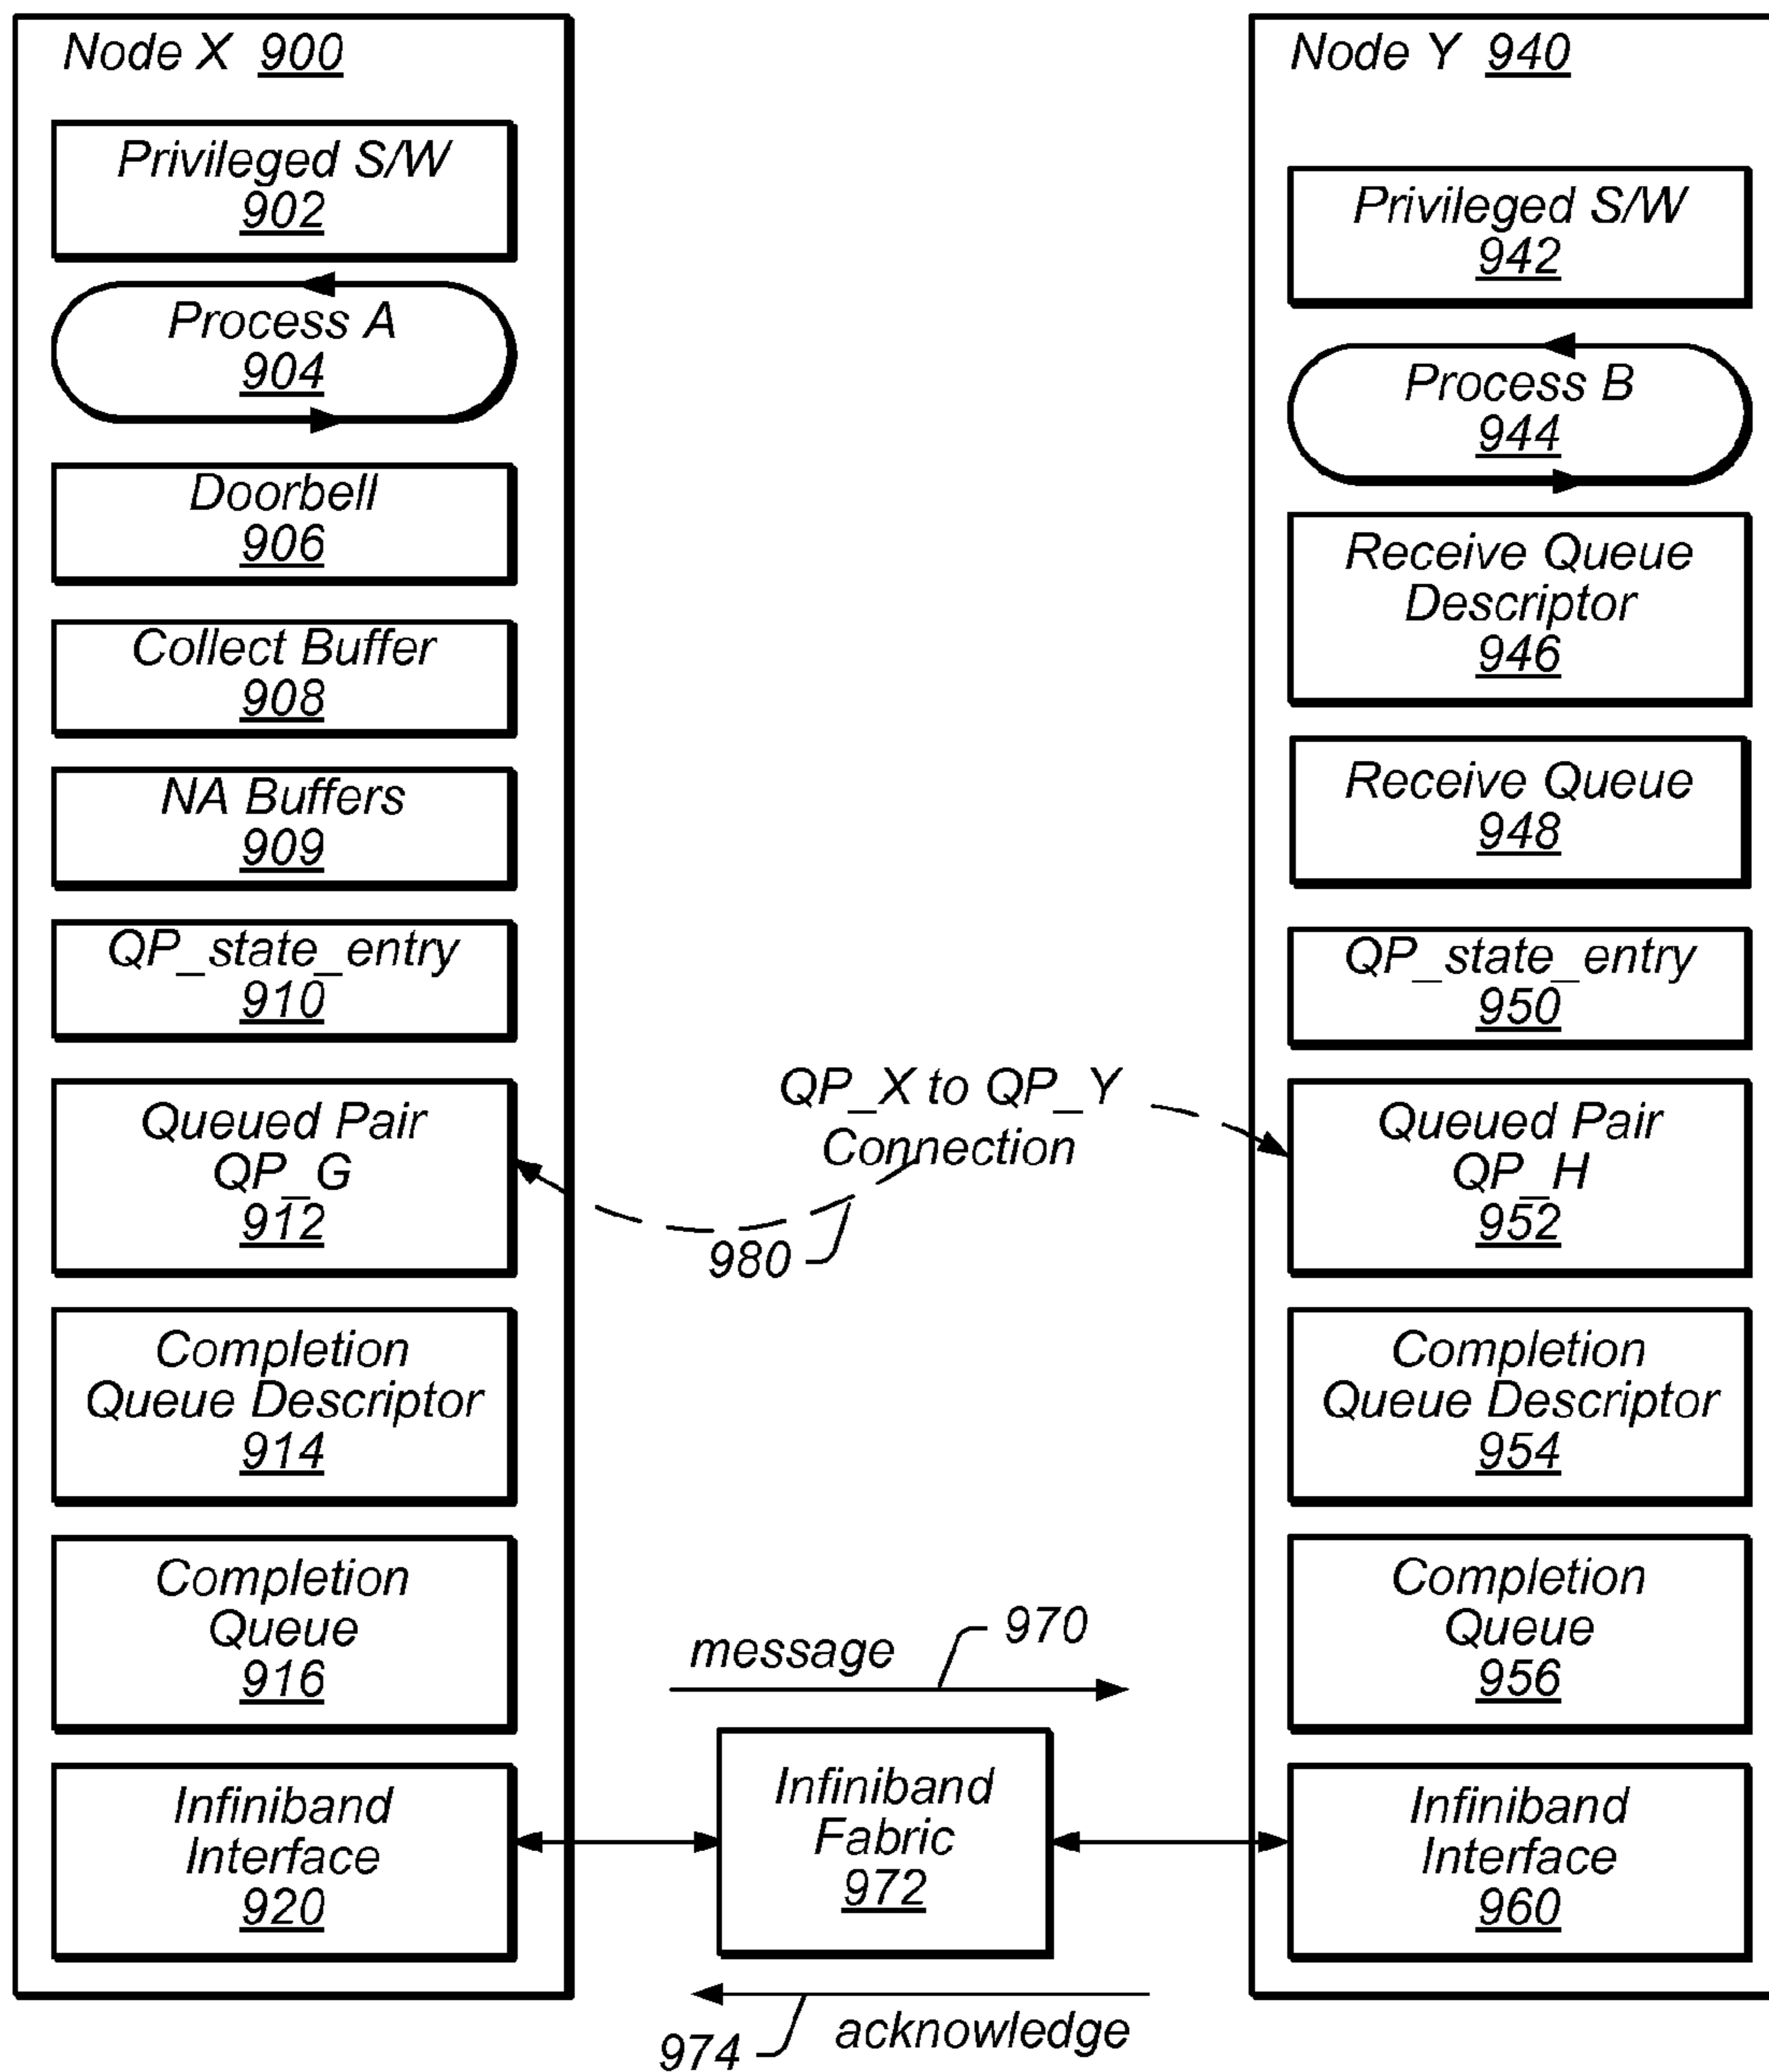 Node X 900
Privileged S/W
902
Process A
904
Doorbell
906
Collect Buffer
908
NA Buffers
909
QP_state_entry
910
Queued Pair
QP_G
912
Completion
Queue Descriptor
914
Completion
Queue
916
Infiniband
Interface
920
QP_X to QP_Y
Connection
980
message
970
Infiniband
Fabric
972
acknowledge
974
Node Y 940
Privileged S/W
942
Process B
944
Receive Queue
Descriptor
946
Receive Queue
948
QP_state_entry
950
Queued Pair
QP_H
952
Completion
Queue Descriptor
954
Completion
Queue
956
Infiniband
Interface
960